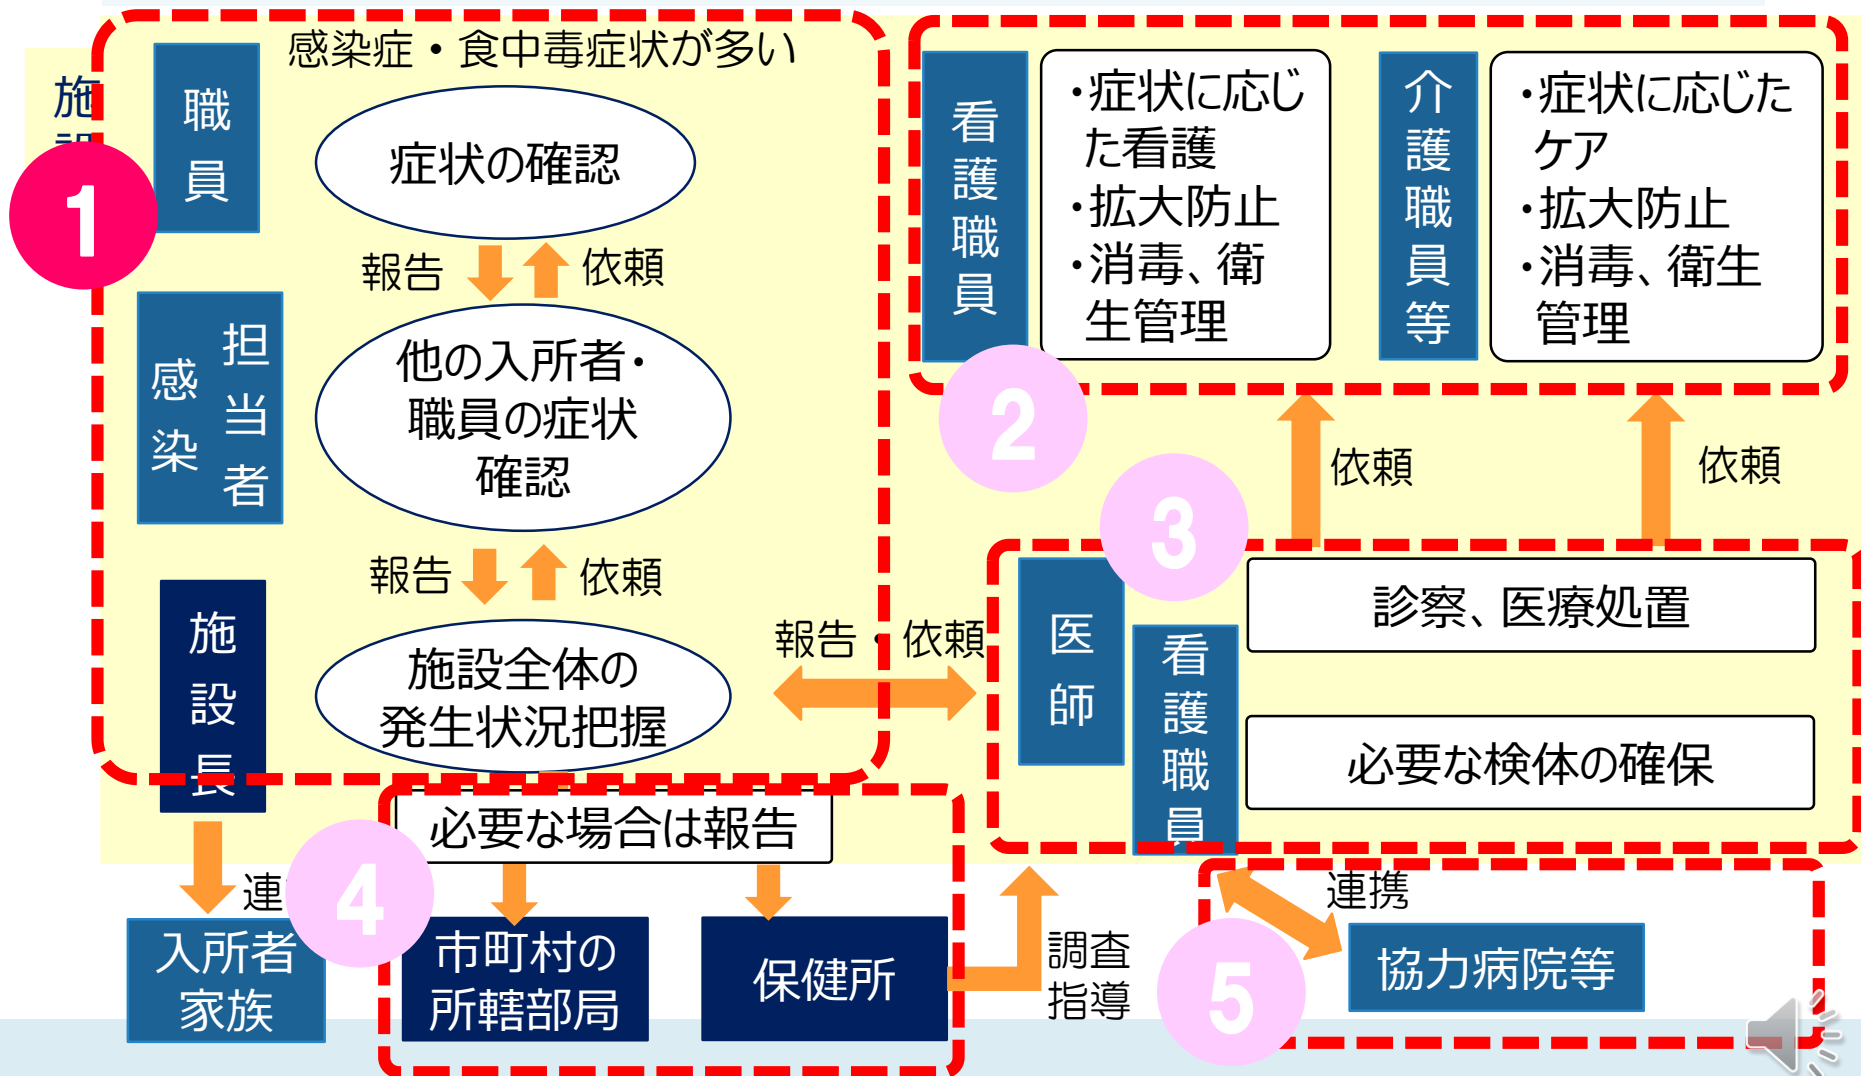 感染症・食中毒症状が多い
施
1
職員
症状の確認
報告
依頼
感染
担当者
他の入所者・
職員の症状
確認
報告
依頼
施設長
施設全体の
発生状況把握
報告・依頼
必要な場合は報告
4
連
入所者
家族
市町村の
所轄部局
保健所
調査
指導
看護職員
・症状に応じ
た看護
・拡大防止
・消毒、衛
生管理
介護職員等
・症状に応じた
ケア
・拡大防止
・消毒、衛生
管理
2
依頼
依頼
3
医師
看護職員
診察、医療処置
必要な検体の確保
連携
5
協力病院等